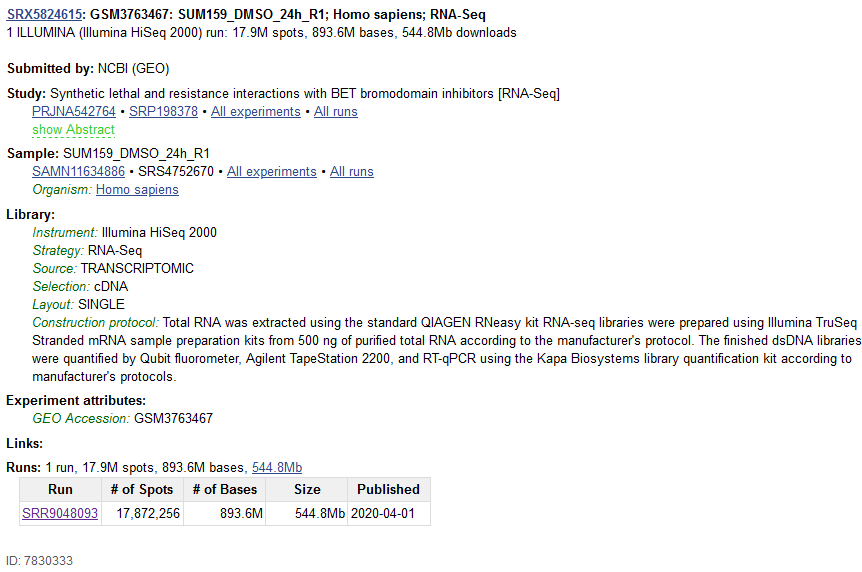 SRX5824615: GSM3763467: SUM159_DMSO_24h_R1; Homo sapiens; RNA-Seq
1 ILLUMINA (Illumina HiSeq 2000) run: 17.9M spots, 893.6M bases, 544.8Mb downloads
Submitted by: NCBI (GEO)
Study: Synthetic lethal and resistance interactions with BET bromodomain inhibitors [RNA-Seq]
PRJNA542764 • SRP198378 • All experiments • All runs
show Abstract
Sample: SUM159_DMSO_24h_R1
SAMN11634886 • SRS4752670 • All experiments • All runs
Organism: Homo sapiens
Library:
Instrument: Illumina HiSeq 2000
Strategy: RNA-Seq
Source: TRANSCRIPTOMIC
Selection: cDNA
Layout: SINGLE
Construction protocol: Total RNA was extracted using the standard QIAGEN RNeasy kit RNA-seq libraries were prepared using Illumina TruSeq
Stranded mRNA sample preparation kits from 500 ng of purified total RNA according to the manufacturer's protocol. The finished dsDNA libraries
were quantified by Qubit fluorometer, Agilent TapeStation 2200, and RT-qPCR using the Kapa Biosystems library quantification kit according to
manufacturer's protocols.
Experiment attributes:
GEO Accession: GSM3763467
Links:
Runs: 1 run, 17.9M spots, 893.6M bases, 544.8Mb
Run # of Spots # of Bases Size Published
SRR9048093 17,872,256 893.6M 544.8Mb 2020-04-01
ID: 7830333